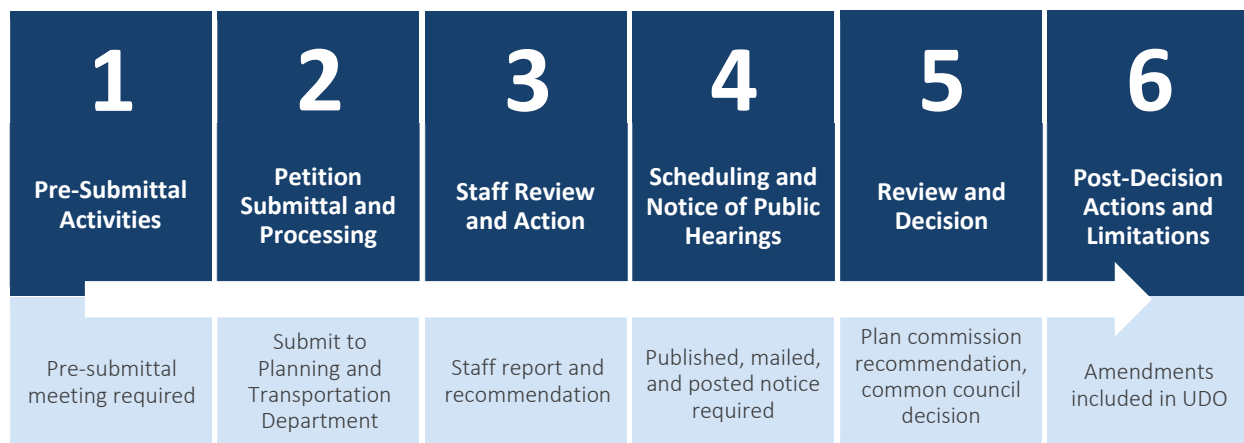 1
Pre-Submittal
Activities
Pre-submittal
meeting required
2
Petition
Submittal and
Processing
Submit to
Planning and
Transportation
Department
3
Staff Review
and Action
Staff report and
recommendation
4
Scheduling and
Notice of Public
Hearings
Published, mailed,
and posted notice
required
5
Review and
Decision
Plan commission
recommendation,
common council
decision
6
Post-Decision
Actions and
Limitations
Amendments
included in UDO